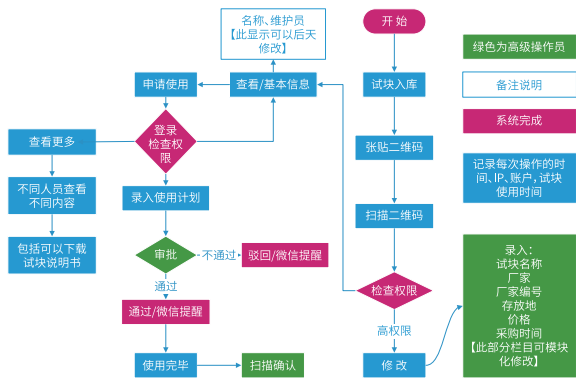 名称、维护员
【此显示可以后天
修改】
开 始
绿色为高级操作员
申请使用
查看/基本信息
试块入库
备注说明
登录
检查权
限
查看更多
张贴二维码
系统完成
不同人员查看
不同内容
录入使用计划
扫描二维码
记录每次操作的时
间、IP、账户，试块
使用时间
包括可以下载
试块说明书
审批
不通过
驳回/微信提醒
通过
检查权限
录入：
试块名称
厂家
厂家编号
存放地
价格
采购时间
【此部分栏目可模块
化修改】
通过/微信提醒
高权限
使用完毕
扫描确认
修 改